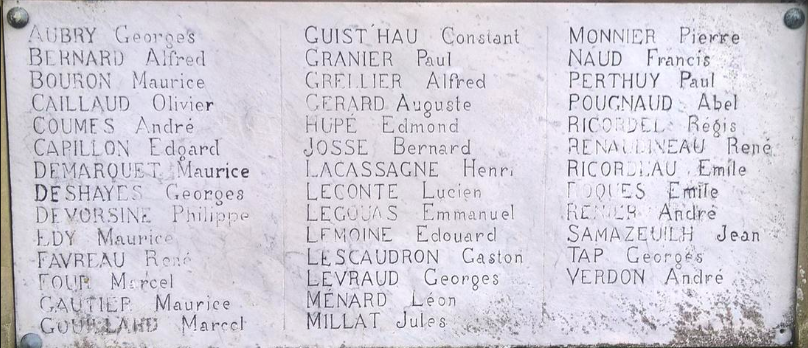 AUBRY Georges
BERNARD Alfred
BOURON Maurice
CAILLAUD Olivier
COUMES André
CAPILLON Edgard
DEMARQUET Maurice
DESHAYES Georges
DEVORSINE Philippe
EDY Maurice
FAVREAU René
FOUR Marcel
GAUTIER Maurice
Marcel
GUIST'HAU Constant
GRANIER Paul
GRELLIER Alfred
GERARD Auguste
HUPÉ Edmond
JOSSE Bernard
LACASSAGNE Henri
LECONTE Lucien
LEGOUAS Emmanuel
LEMOINE Edouard
LESCAUDRON Gaston
LEVRAUD Georges
MÉNARD Léon
MILLAT Jules
MONNIER Pierre
NAUD Francis
PERTHUY Paul
POUGNAUD Abel
RICORDEL Régis
RENAULINEAU René
RICORDEAU Emile
Emile
André
SAMAZEUILH Jean
TAP Georges
VERDON André